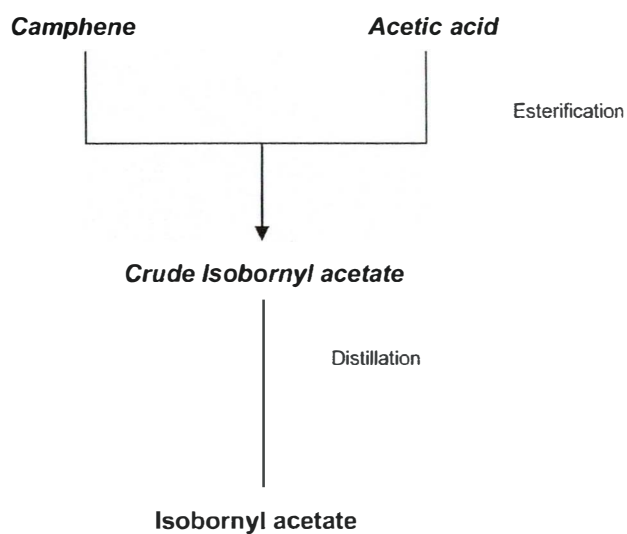 Camphene
Acetic acid
Esterification
Crude Isobornyl acetate
Distillation
Isobornyl acetate